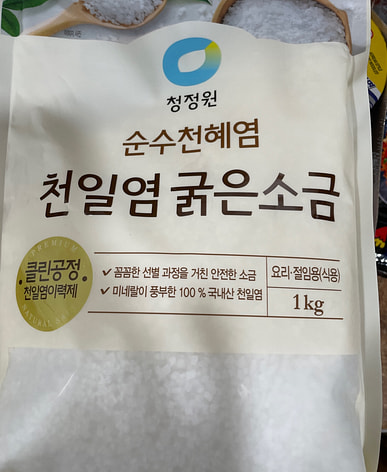 청정원
순수천혜염
천일염 굵은소금
PREMIUM
클린공정
천일염이력제
꼼꼼한 선별 과정을 거친 안전한 소금
미네랄이 풍부한 100 % 국내산 천일염
요리·절임용(식용)
1kg